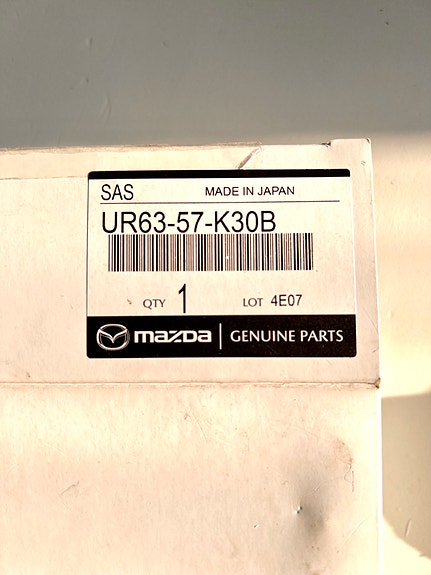 SAS MADE IN JAPAN
UR63-57-K30B
QTY 1 LOT 4E07
mazda GENUINE PARTS